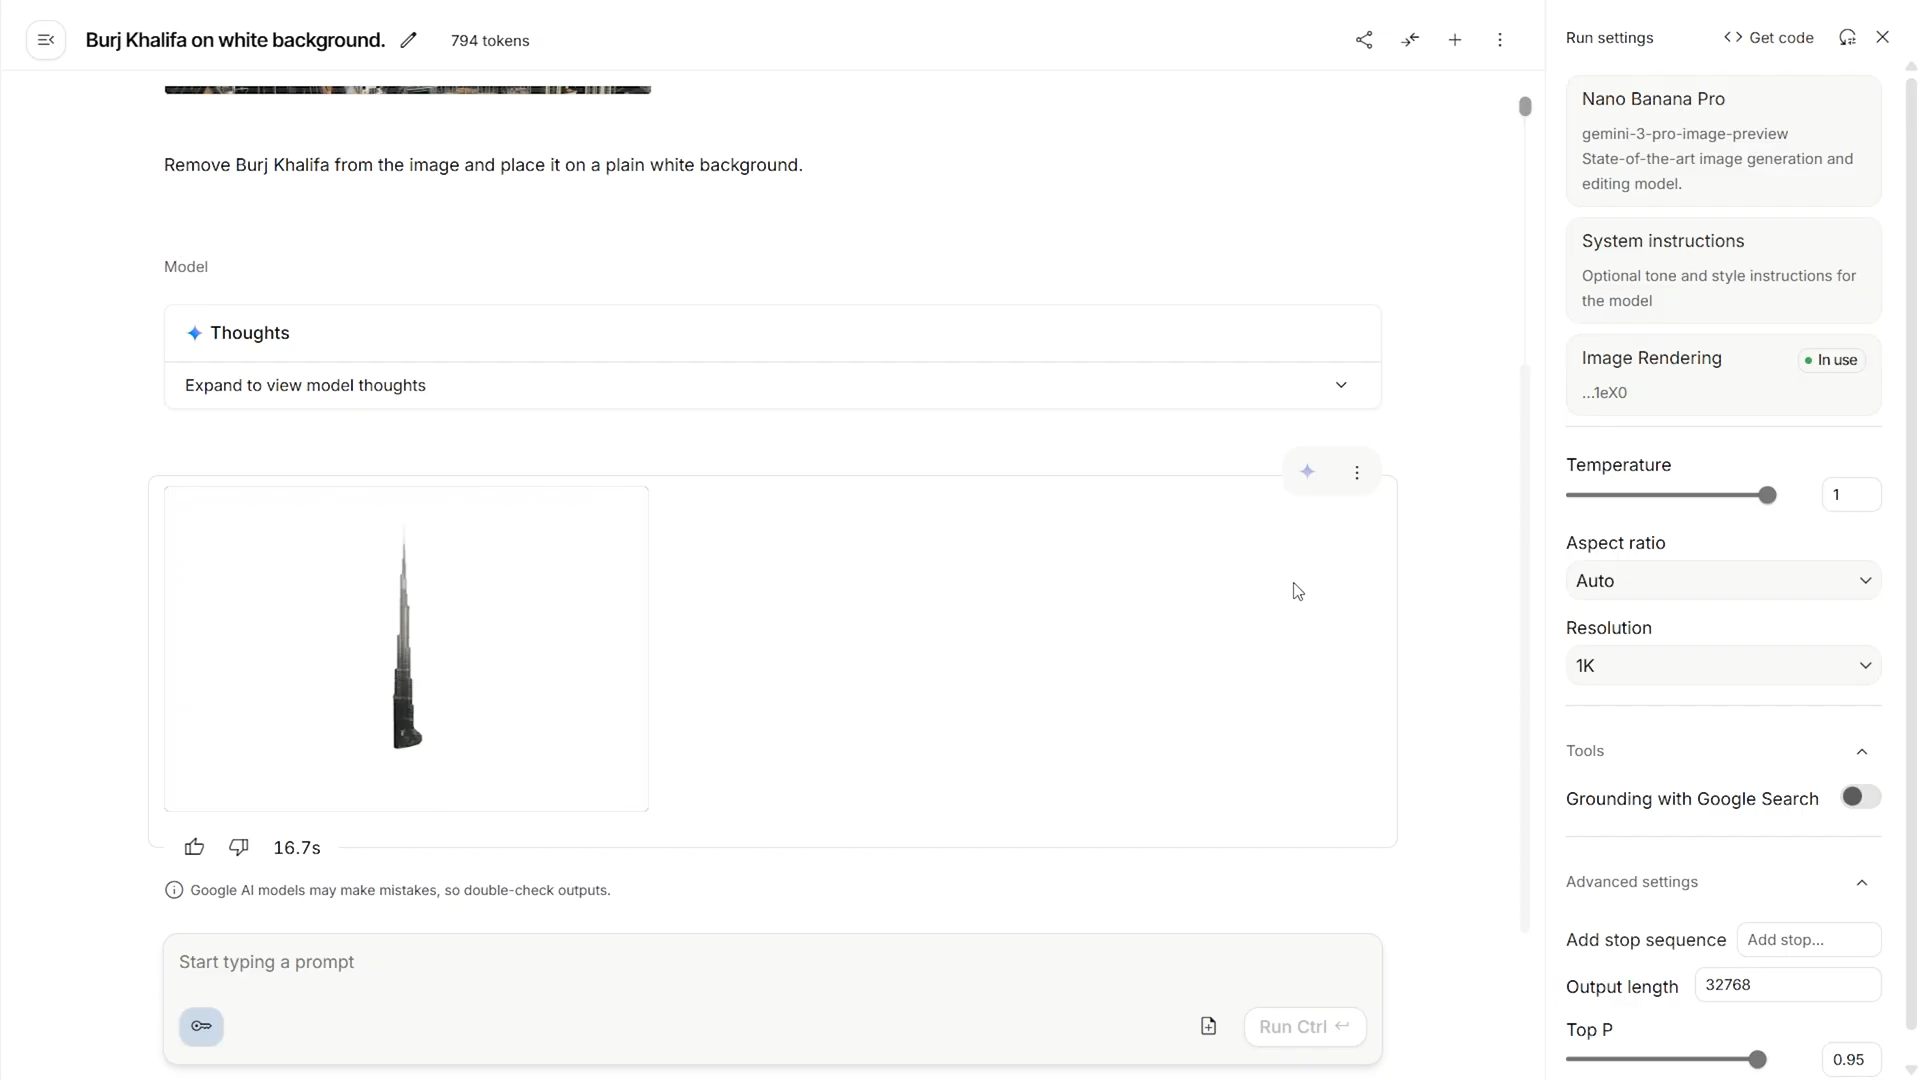 Burj Khalifa on white background.
794 tokens
Remove Burj Khalifa from the image and place it on a plain white background.
Model
Thoughts
Expand to view model thoughts
16.7s
Google AI models may make mistakes, so double-check outputs.
Start typing a prompt
Run Ctrl
Run settings
Get code
Nano Banana Pro
gemini-3-pro-image-preview
State-of-the-art image generation and
editing model.
System instructions
Optional tone and style instructions for
the model
Image Rendering
In use
...1eX0
Temperature
1
Aspect ratio
Auto
Resolution
1K
Tools
Grounding with Google Search
Advanced settings
Add stop sequence
Add stop...
Output length
32768
Top P
0.95